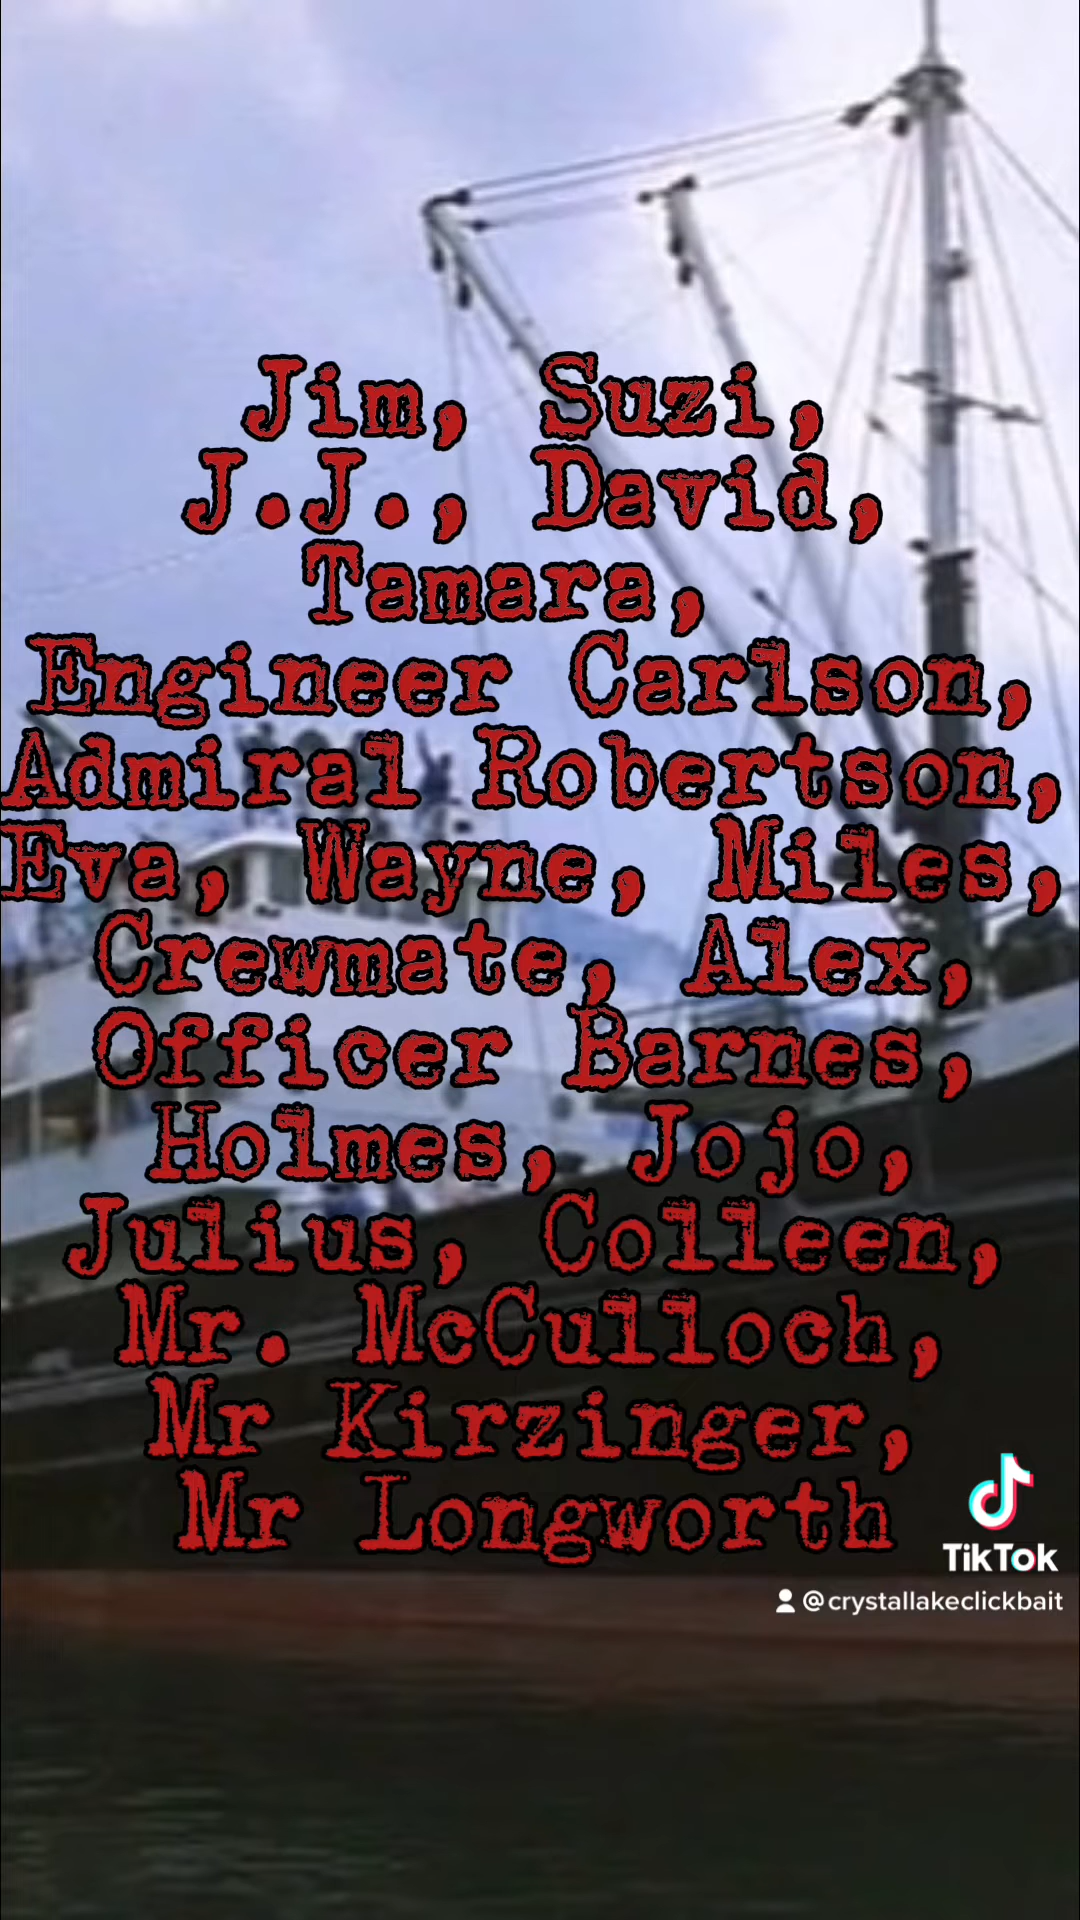 Jim, Suzi,
J.J., David,
Tamara,
Engineer Carlson,
Admiral Robertson,
Eva, Wayne, Miles,
Crewmate, Alex,
Officer Barnes,
Holmes, Jojo,
Julius, Colleen,
Mr. McCulloch,
Mr Kirzinger,
Mr Longworth
TikTok
@crystallakeclickbait